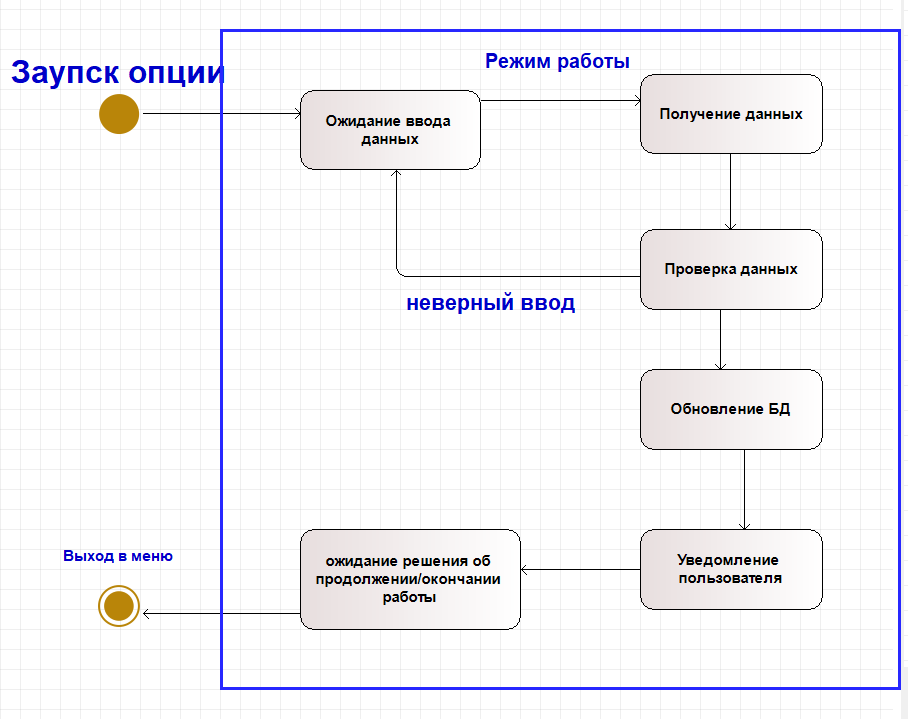 Режим работы
Заупск опции
Ожидание ввода
данных
Получение данных
Проверка данных
неверный ввод
Обновление БД
Уведомление
пользователя
ожидание решения об
продолжении/окончании
работы
Выход в меню